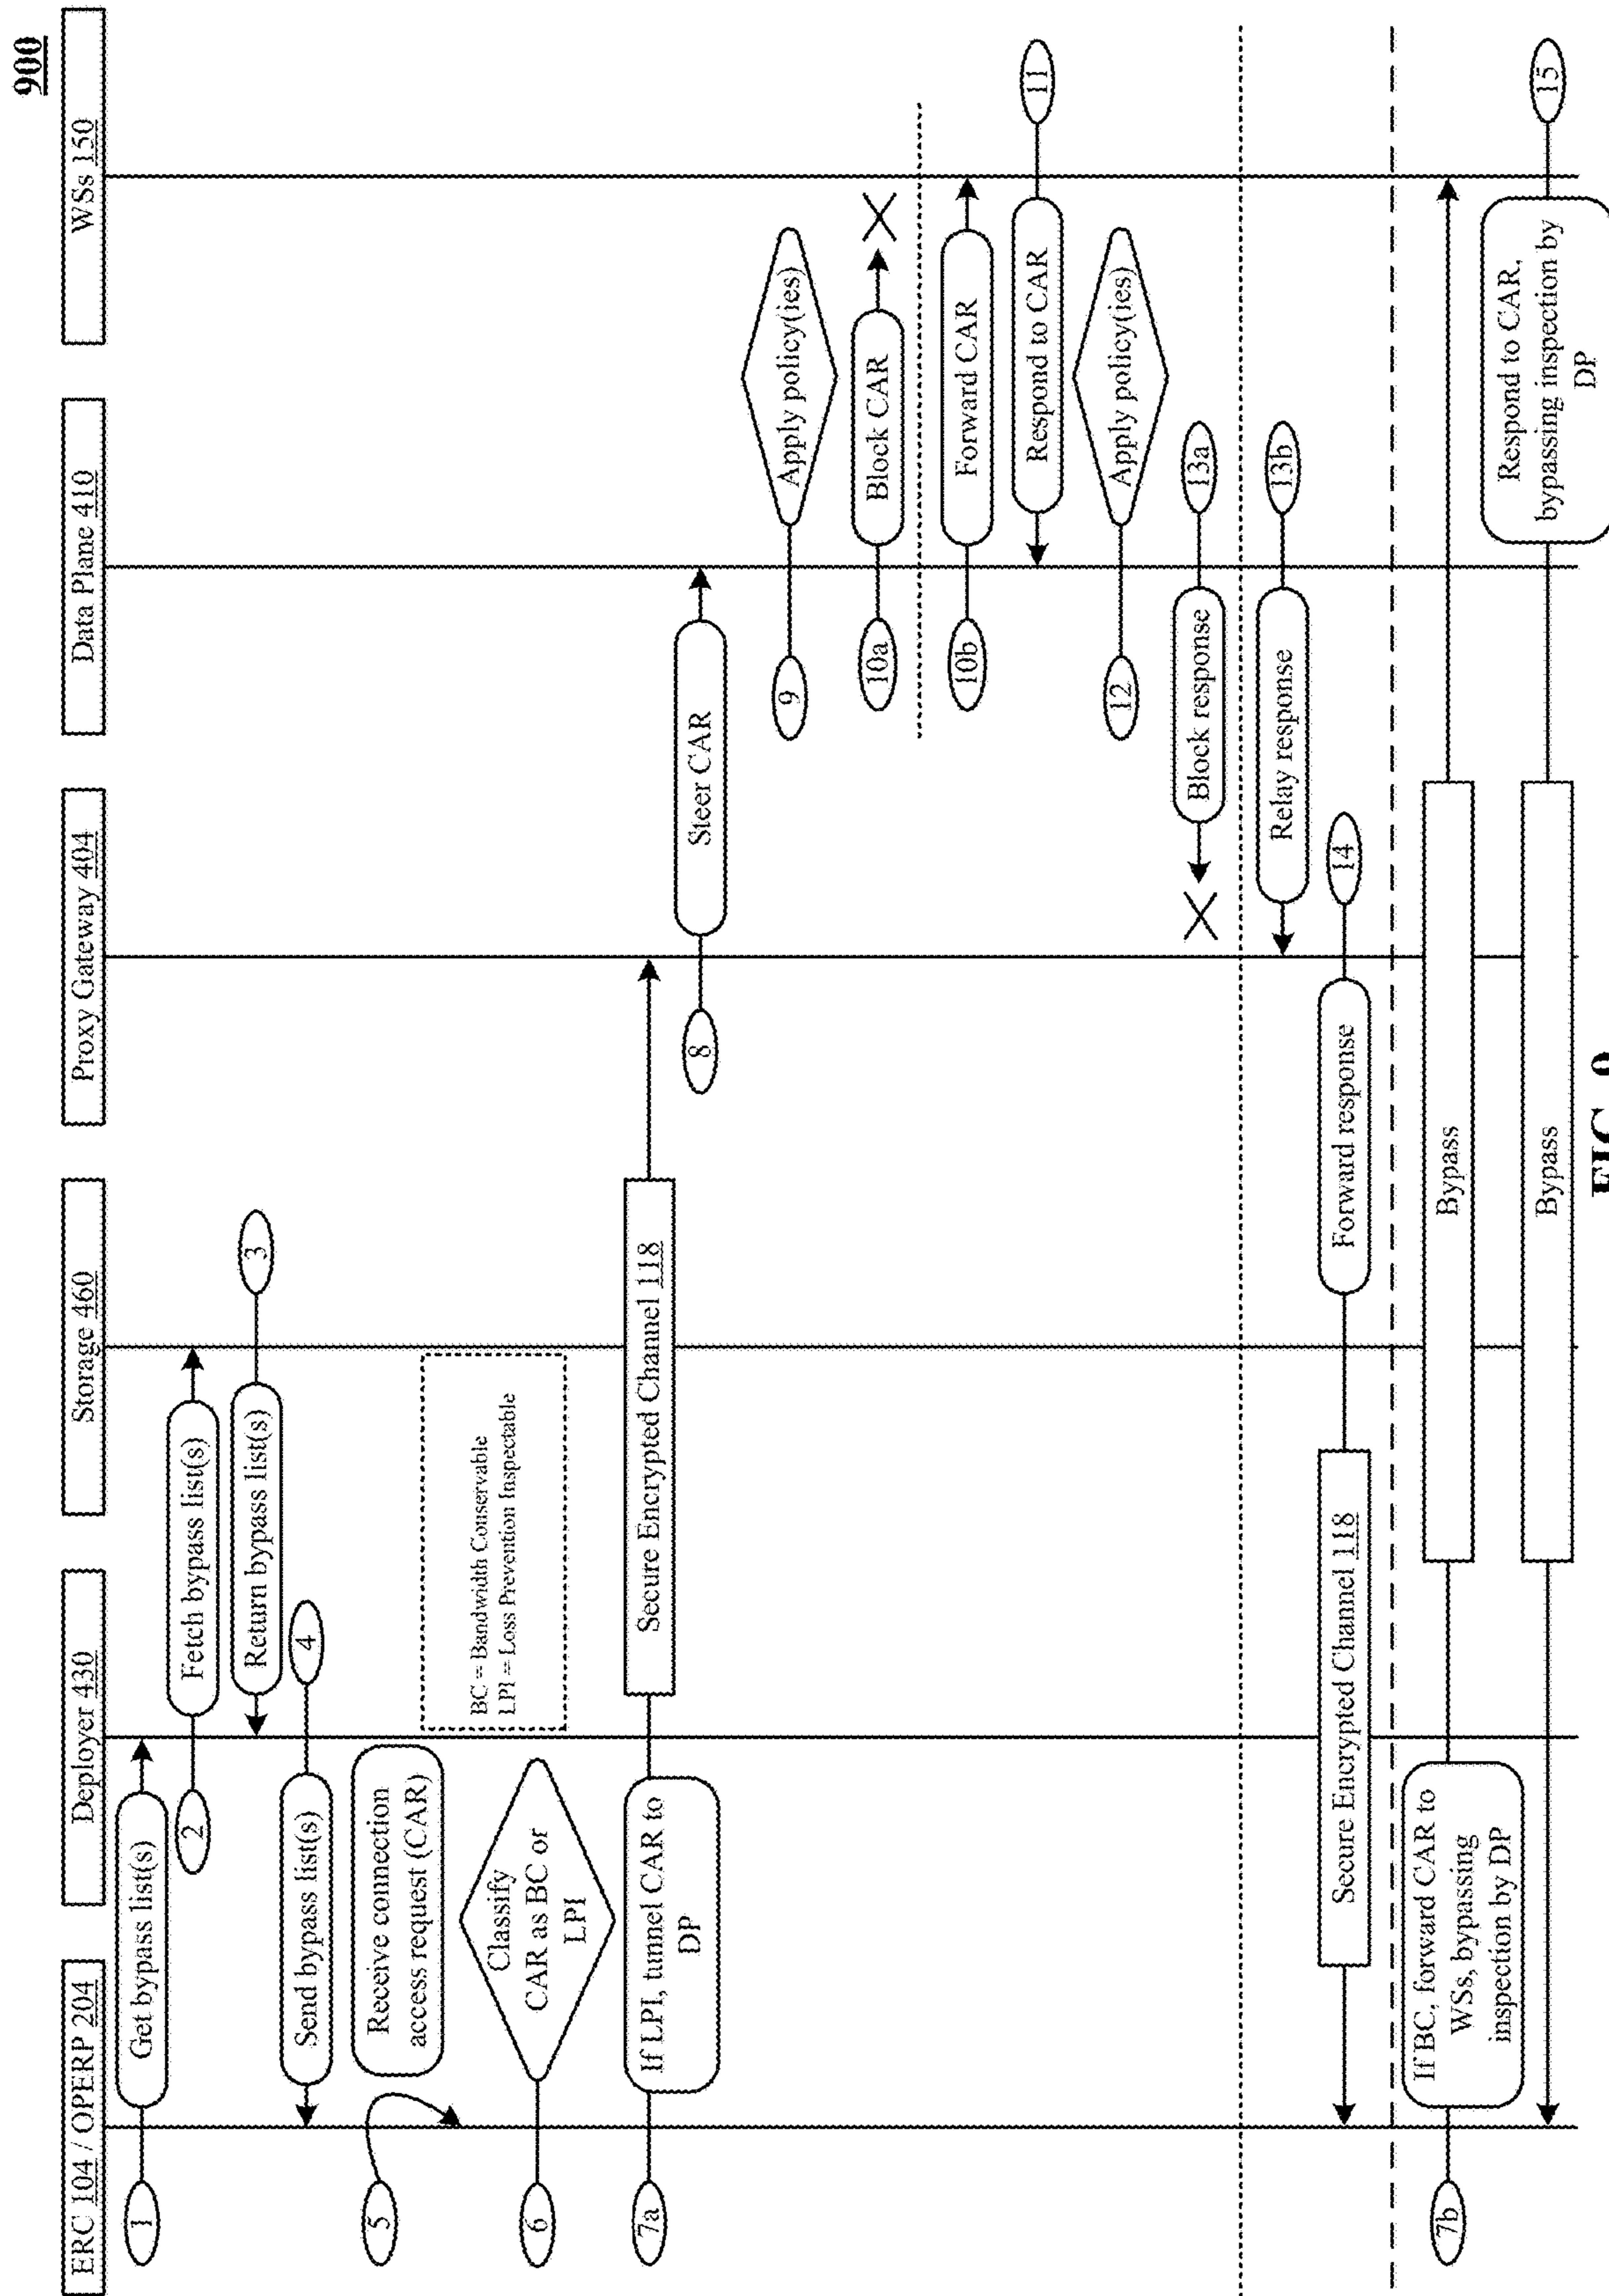 900
ERC 104 / OPERP 204
Deployer 430
Storage 460
Proxy Gateway 404
Data Plane 410
WSs 150
1
Get bypass list(s)
2
Fetch bypass list(s)
Return bypass list(s)
3
Send bypass list(s)
4
5
Receive connection
access request (CAR)
6
Classify
CAR as BC or
LPI
BC = Bandwidth Conservable
LPI = Loss Prevention Inspectable
7a
If LPI, tunnel CAR to
DP
Secure Encrypted Channel 118
8
Steer CAR
9
Apply policy(ies)
10a
Block CAR
10b
Forward CAR
Respond to CAR
11
12
Apply policy(ies)
Block response
13a
Relay response
13b
Secure Encrypted Channel 118
Forward response
14
7b
If BC, forward CAR to
WSs, bypassing
inspection by DP
Bypass
Bypass
Respond to CAR,
bypassing inspection by
DP
15
FIG. 9